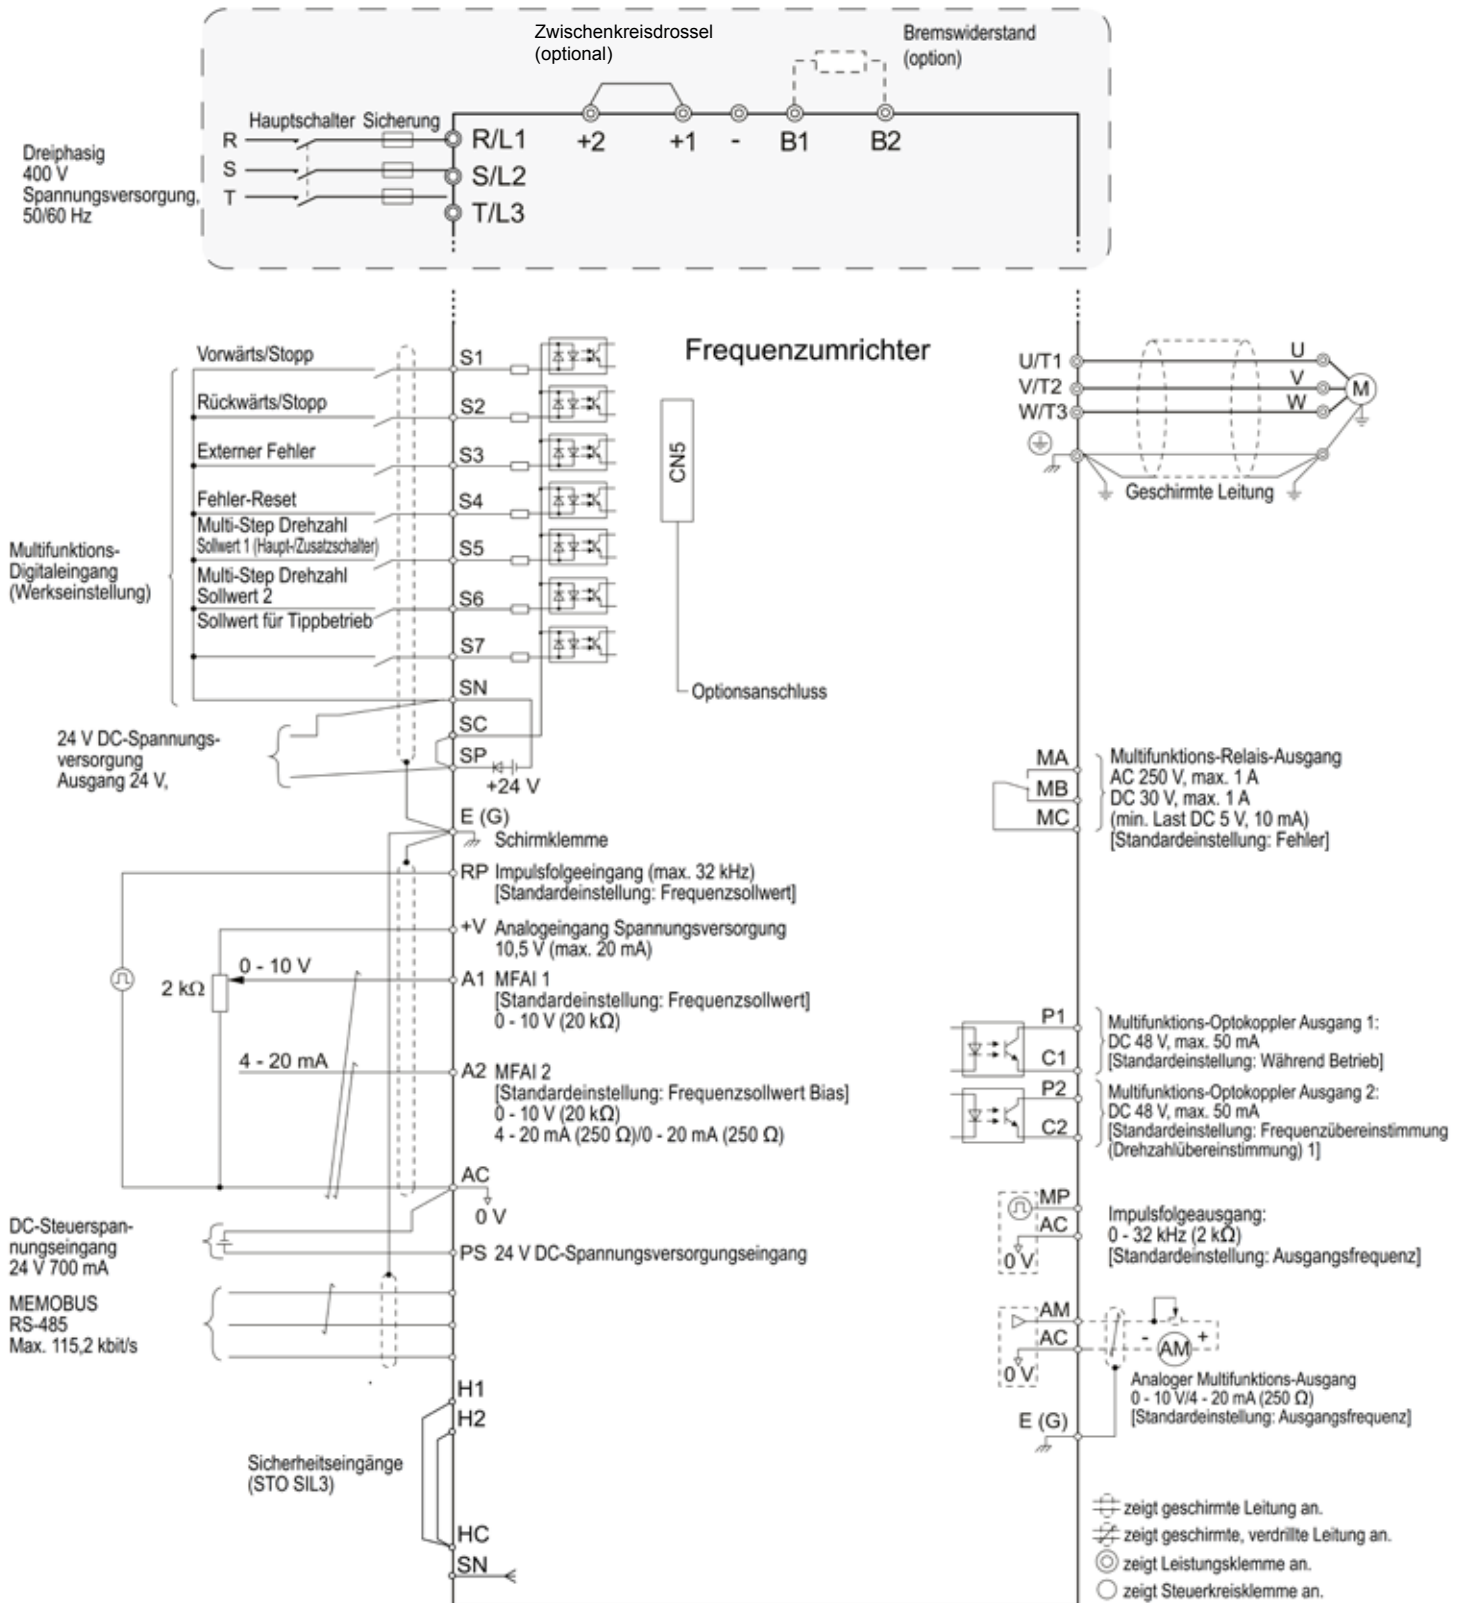 Zwischenkreisdrossel
(optional)
Bremswiderstand
(option)
Hauptschalter Sicherung
R
S
T
R/L1
S/L2
T/L3
+2
+1
-
B1
B2
Dreiphasig
400 V
Spannungsversorgung,
50/60 Hz
Frequenzumrichter
Vorwärts/Stopp
S1
Rückwärts/Stopp
S2
Externer Fehler
S3
Fehler-Reset
S4
Multi-Step Drehzahl
Sollwert 1 (Haupt-/Zusatzschalter)
S5
Multi-Step Drehzahl
Sollwert 2
S6
Sollwert für Tippbetrieb
S7
Multifunktions-
Digitaleingang
(Werkseinstellung)
SN
SC
SP
+24 V
24 V DC-Spannungs-
versorgung
Ausgang 24 V,
CN5
Optionsanschluss
E (G)
Schirmklemme
RP Impulsfolgeeingang (max. 32 kHz)
[Standardeinstellung: Frequenzsollwert]
+V Analogeingang Spannungsversorgung
10,5 V (max. 20 mA)
0 - 10 V
2 kΩ
A1 MFAI 1
[Standardeinstellung: Frequenzsollwert]
0 - 10 V (20 kΩ)
4 - 20 mA
A2 MFAI 2
[Standardeinstellung: Frequenzsollwert Bias]
0 - 10 V (20 kΩ)
4 - 20 mA (250 Ω)/0 - 20 mA (250 Ω)
AC
0 V
DC-Steuerspan-
nungseingang
24 V 700 mA
PS 24 V DC-Spannungsversorgungseingang
MEMOBUS
RS-485
Max. 115,2 kbit/s
H1
H2
Sicherheitseingänge
(STO SIL3)
HC
SN
U/T1
V/T2
W/T3
U
V
W
M
Geschirmte Leitung
MA
MB
MC
Multifunktions-Relais-Ausgang
AC 250 V, max. 1 A
DC 30 V, max. 1 A
(min. Last DC 5 V, 10 mA)
[Standardeinstellung: Fehler]
P1
C1
Multifunktions-Optokoppler Ausgang 1:
DC 48 V, max. 50 mA
[Standardeinstellung: Während Betrieb]
P2
C2
Multifunktions-Optokoppler Ausgang 2:
DC 48 V, max. 50 mA
[Standardeinstellung: Frequenzübereinstimmung
(Drehzahlübereinstimmung) 1]
MP
AC
0 V
Impulsfolgeausgang:
0 - 32 kHz (2 kΩ)
[Standardeinstellung: Ausgangsfrequenz]
AM
AC
0 V
- AM +
Analoger Multifunktions-Ausgang
0 - 10 V/4 - 20 mA (250 Ω)
[Standardeinstellung: Ausgangsfrequenz]
E (G)
zeigt geschirmte Leitung an.
zeigt geschirmte, verdrillte Leitung an.
zeigt Leistungsklemme an.
zeigt Steuerkreisklemme an.